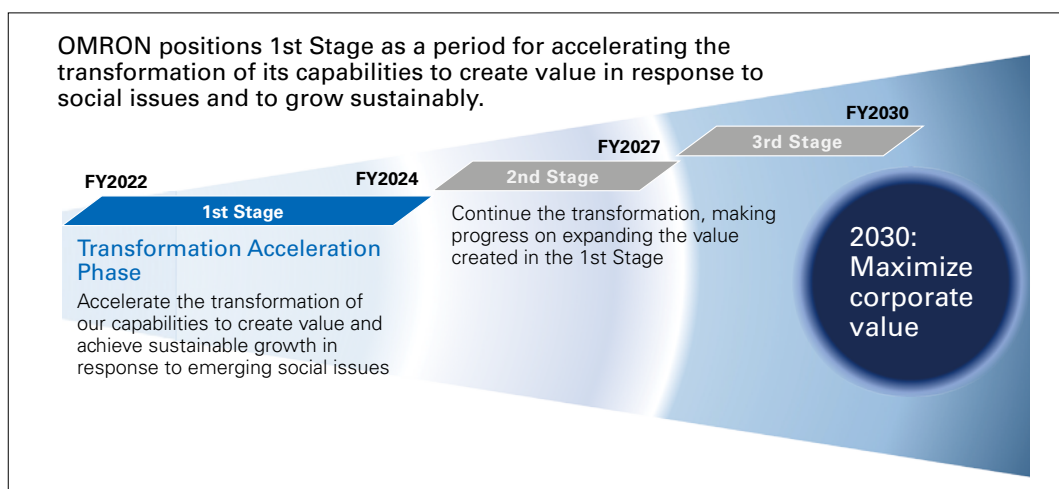 OMRON positions 1st Stage as a period for accelerating the
transformation of its capabilities to create value in response to
social issues and to grow sustainably.
FY2022
FY2024
1st Stage
Transformation Acceleration
Phase
Accelerate the transformation of
our capabilities to create value and
achieve sustainable growth in
response to emerging social issues
FY2027
2nd Stage
Continue the transformation, making
progress on expanding the value
created in the 1st Stage
FY2030
3rd Stage
2030:
Maximize
corporate
value